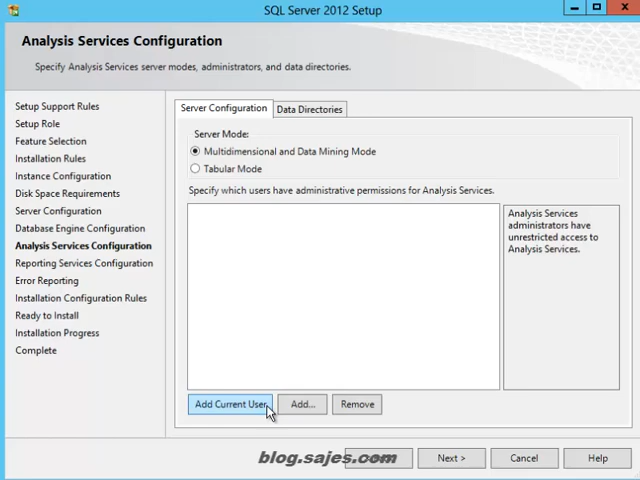 SQL Server 2012 Setup
Analysis Services Configuration
Specify Analysis Services server modes, administrators, and data directories.
Setup Support Rules
Setup Role
Feature Selection
Installation Rules
Instance Configuration
Disk Space Requirements
Server Configuration
Database Engine Configuration
Analysis Services Configuration
Reporting Services Configuration
Error Reporting
Installation Configuration Rules
Ready to Install
Installation Progress
Complete
Server Configuration
Data Directories
Server Mode:
Multidimensional and Data Mining Mode
Tabular Mode
Specify which users have administrative permissions for Analysis Services.
Analysis Services
administrators have
unrestricted access to
Analysis Services.
Add Current User
Add...
Remove
blog.sajes.com
Next >
Cancel
Help